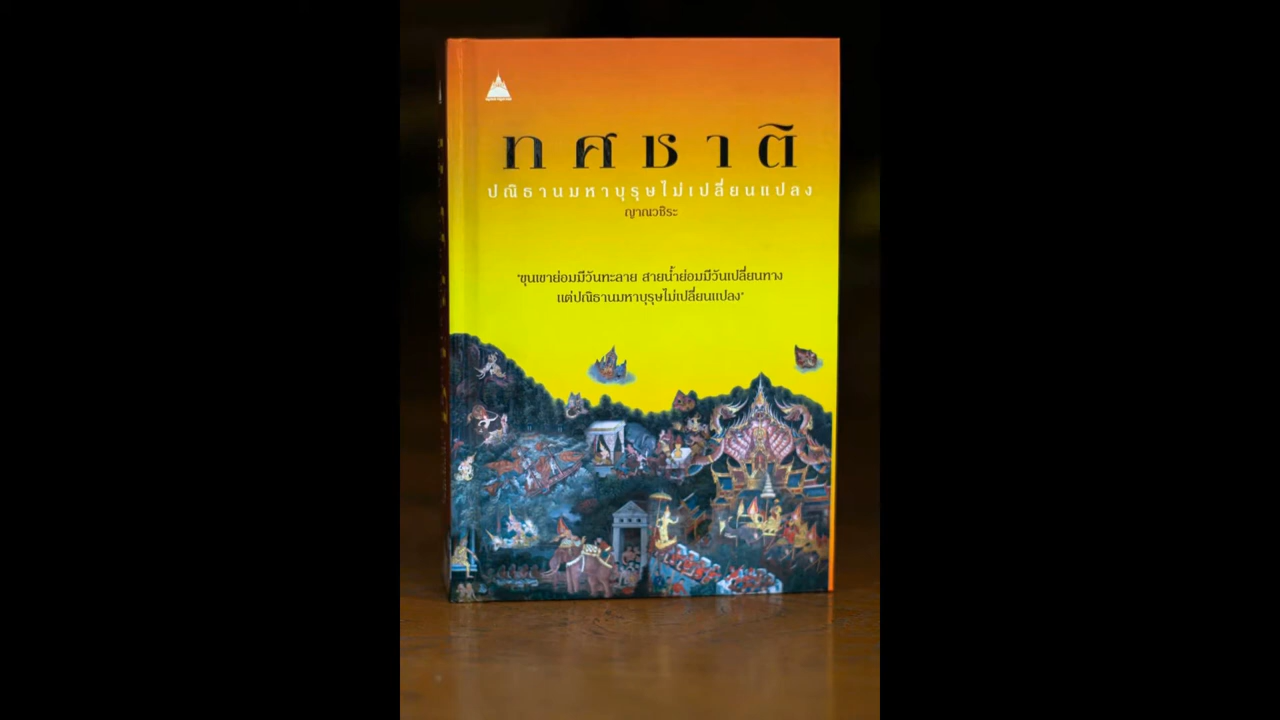 ทศชาติ
ปณิธานมหาบุรุษไม่เปลี่ยนแปลง
ญาณวชิระ
"ขุนเขาย่อมมีวันทะลาย สายน้ำย่อมมีวันเปลี่ยนทาง
แต่ปณิธานมหาบุรุษไม่เปลี่ยนแปลง"